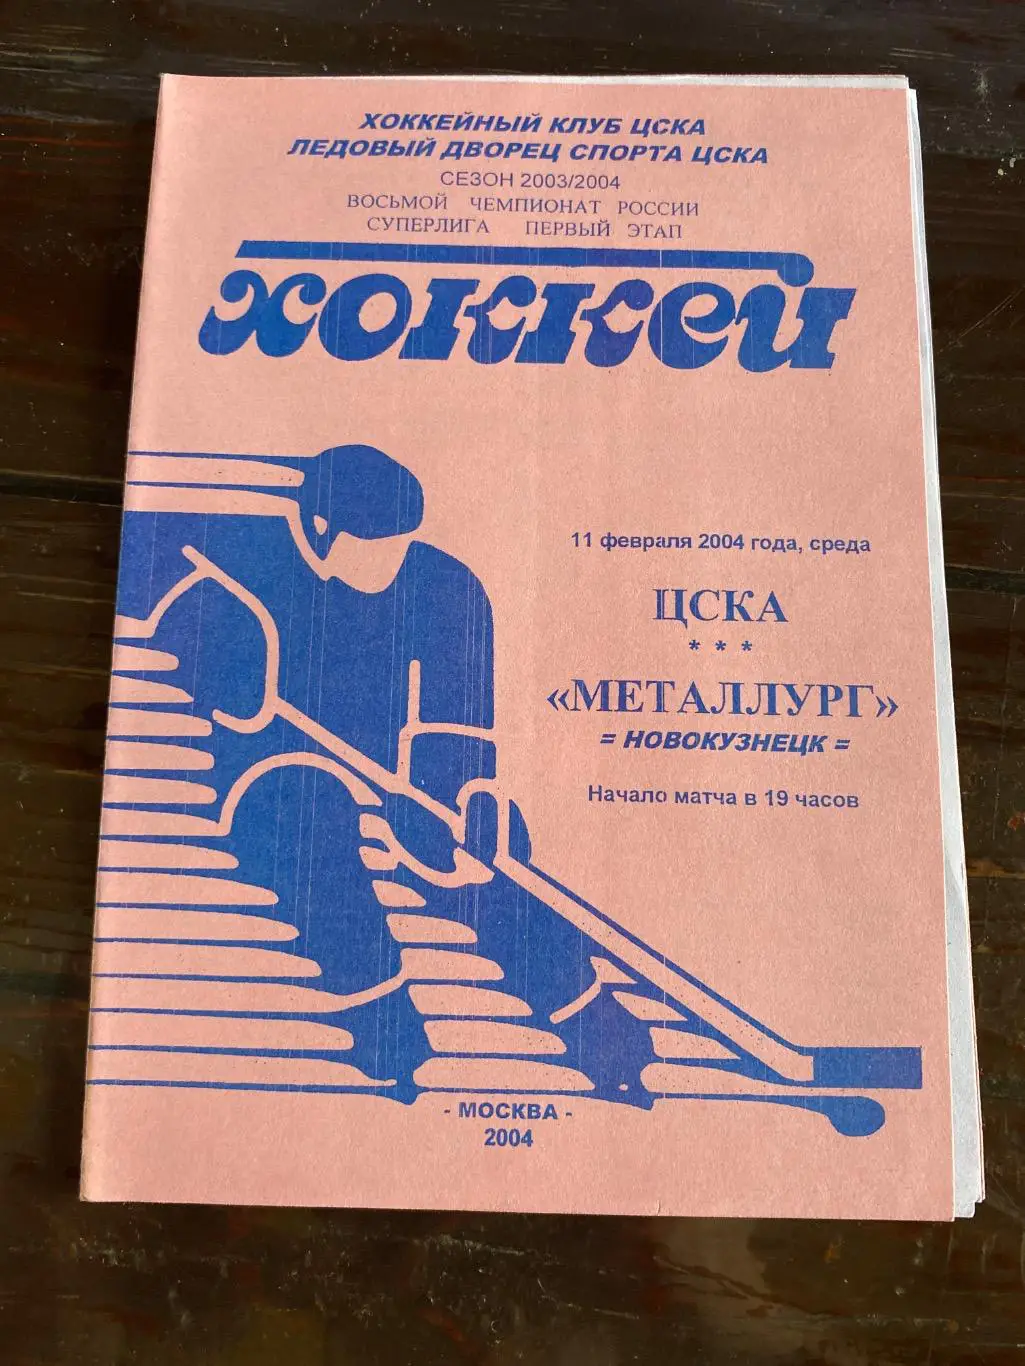 ХОККЕЙНЫЙ КЛУБ ЦСКА
ЛЕДОВЫЙ ДВОРЕЦ СПОРТА ЦСКА
СЕЗОН 2003/2004
ВОСЬМОЙ ЧЕМПИОНАТ РОССИИ
СУПЕРЛИГА ПЕРВЫЙ ЭТАП
хоккей
11 февраля 2004 года, среда
ЦСКА
* * *
«МЕТАЛЛУРГ»
= НОВОКУЗНЕЦК =
Начало матча в 19 часов
- МОСКВА -
2004